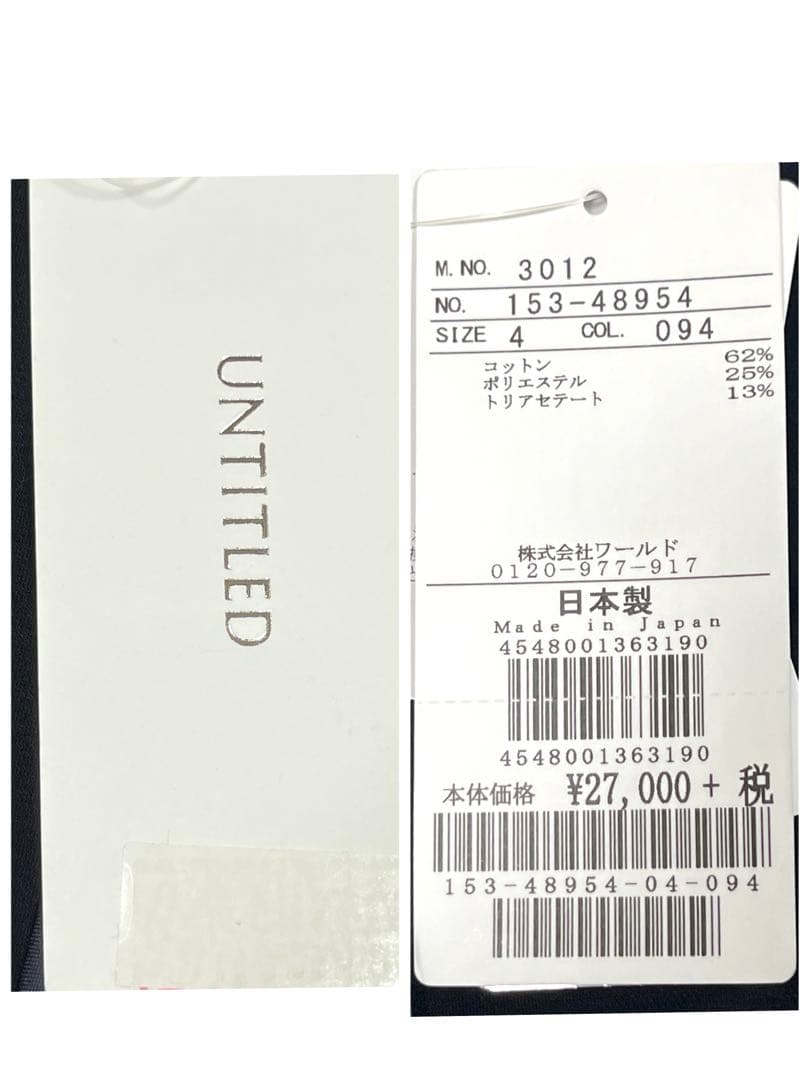 UNTITLED
M. NO. 3012
NO. 153-48954
SIZE 4 COL. 094
コットン 62%
ポリエステル 25%
トリアセテート 13%
株式会社ワールド
0120-977-917
日本製
Made in Japan
4548001363190
4548001363190
本体価格 ¥27,000 + 税
153-48954-04-094